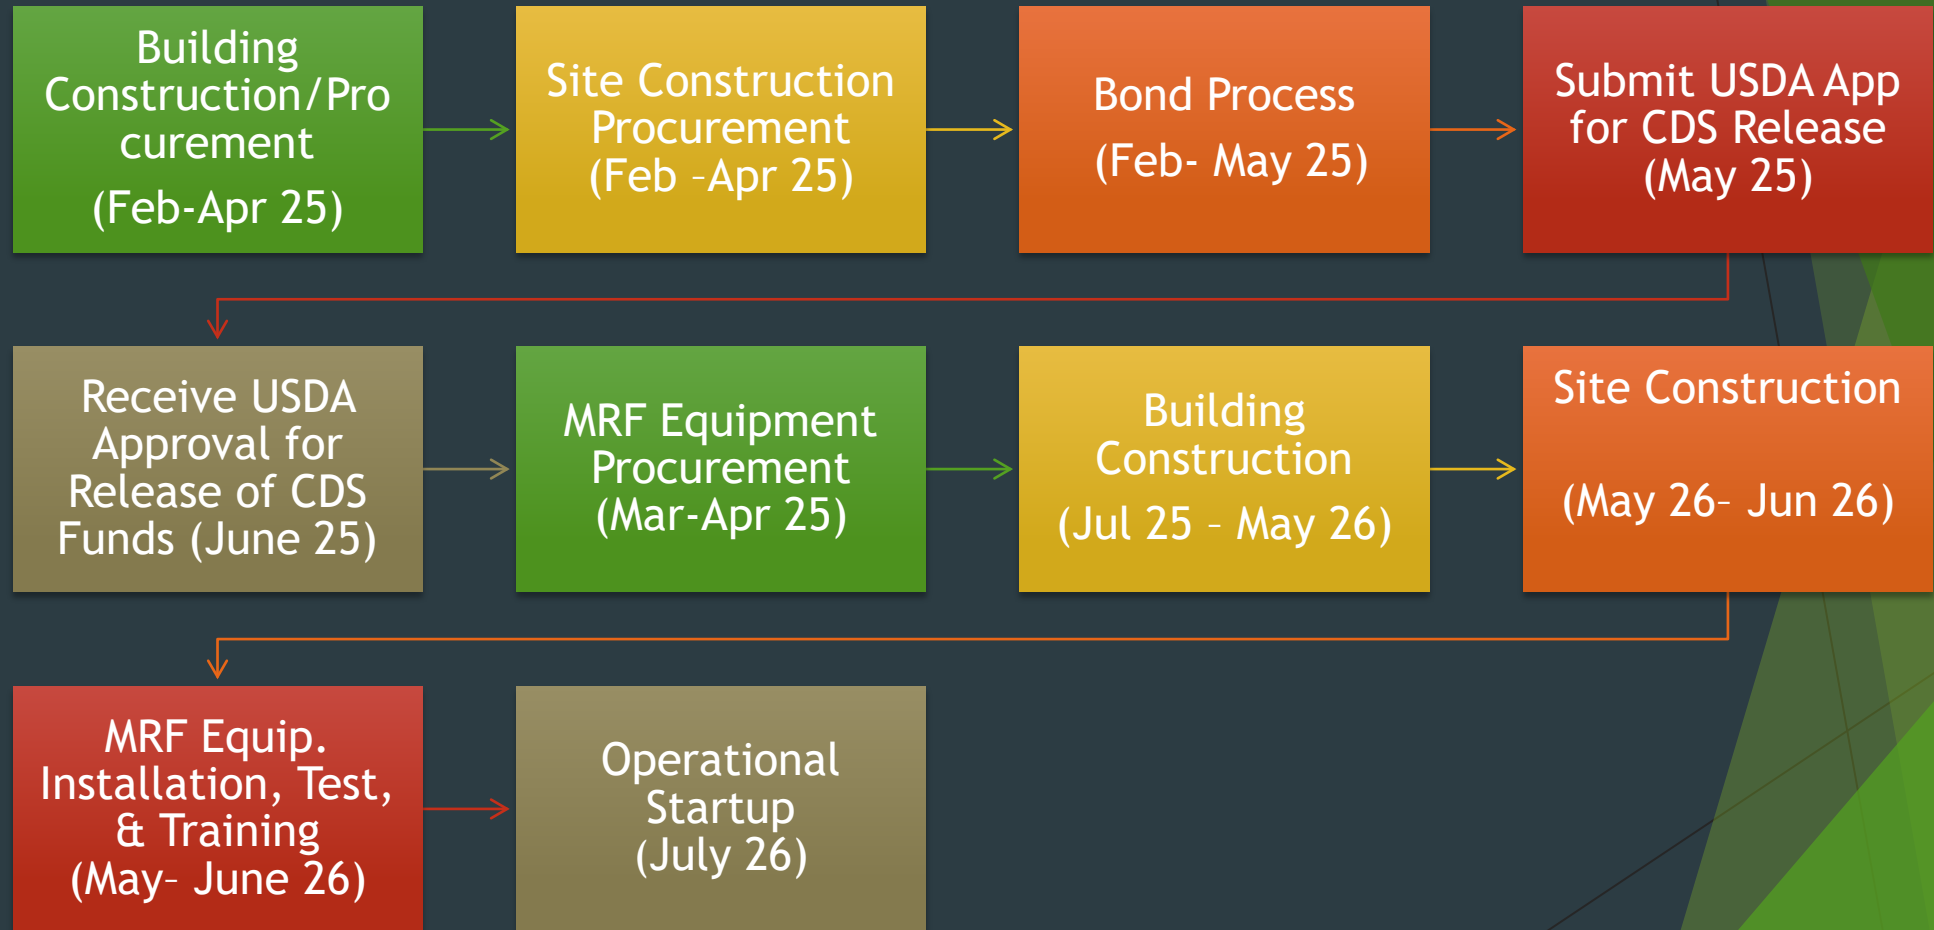 Building
Construction/Pro
curement
(Feb-Apr 25)
Site Construction
Procurement
(Feb –Apr 25)
Bond Process
(Feb- May 25)
Submit USDA App
for CDS Release
(May 25)
Receive USDA
Approval for
Release of CDS
Funds (June 25)
MRF Equipment
Procurement
(Mar-Apr 25)
Building
Construction
(Jul 25 – May 26)
Site Construction
(May 26– Jun 26)
MRF Equip.
Installation, Test,
& Training
(May– June 26)
Operational
Startup
(July 26)